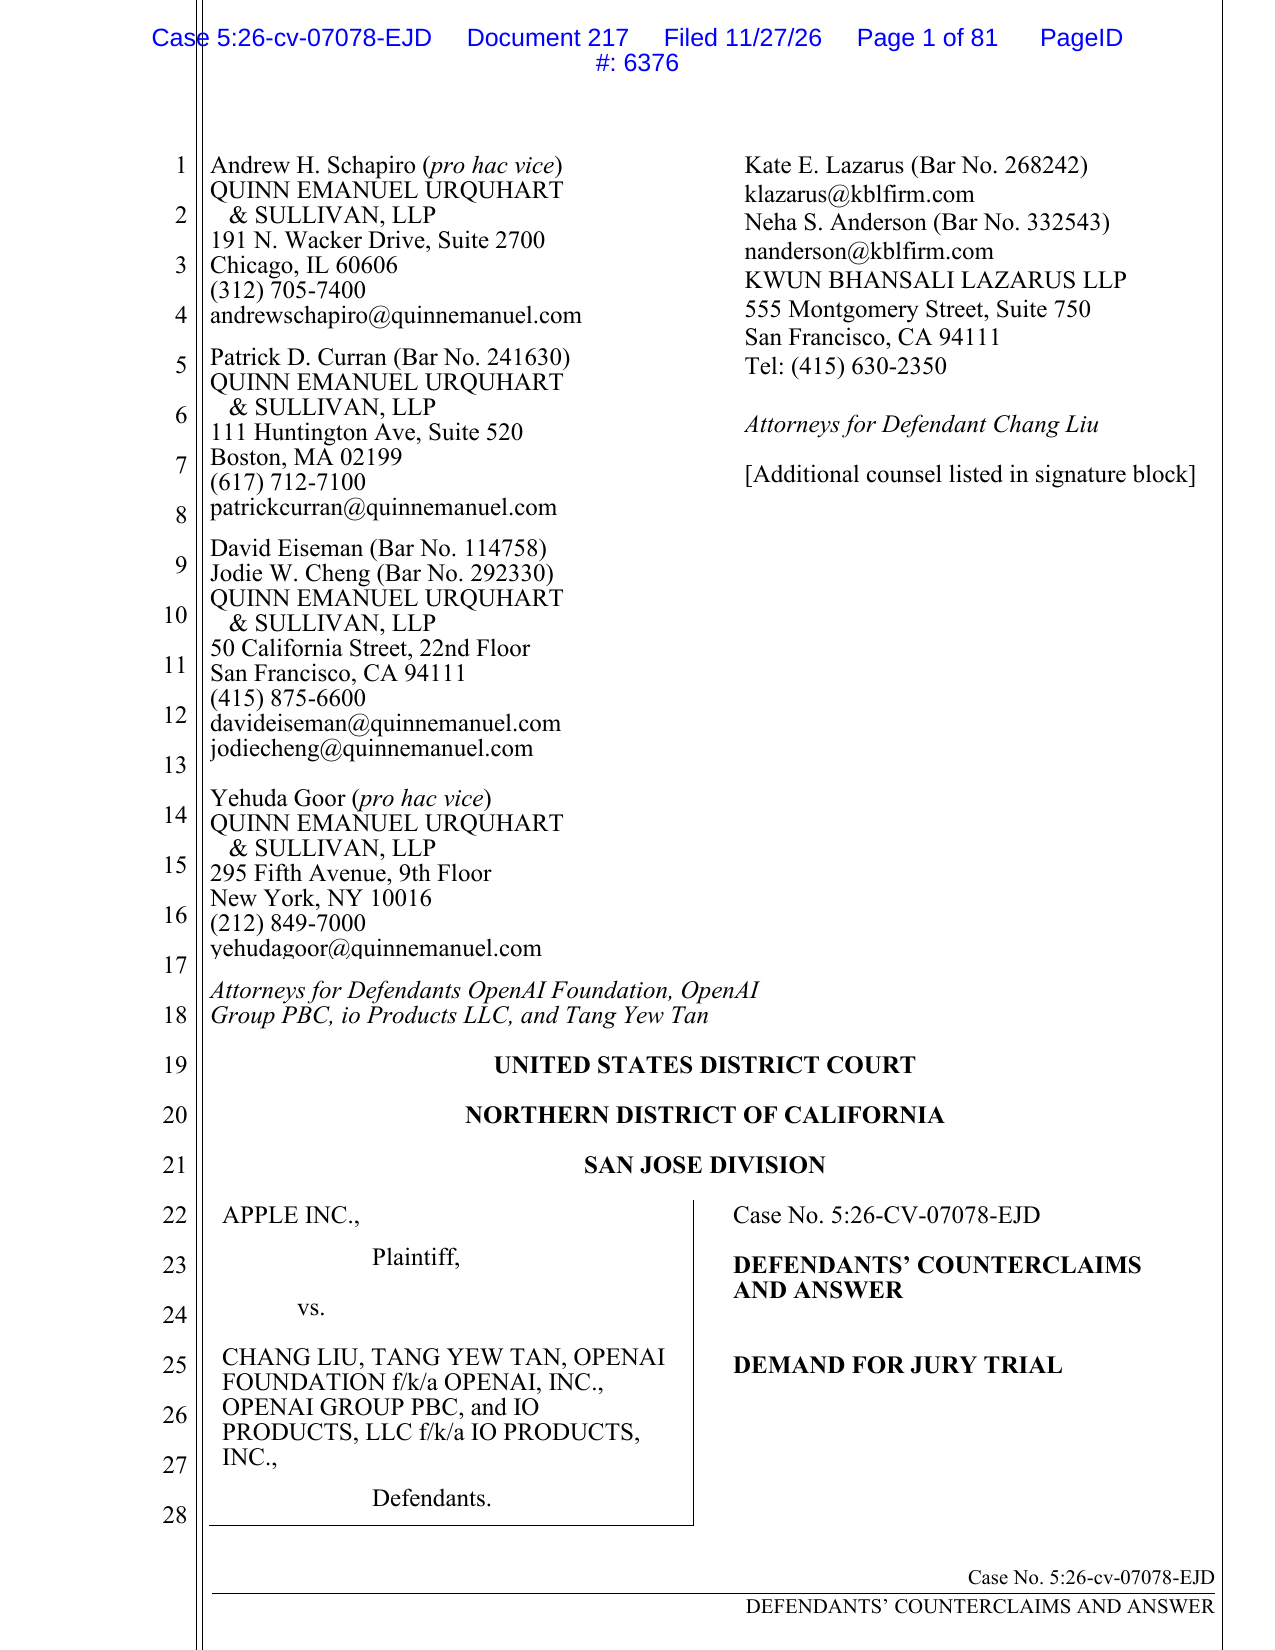 Case 5:26-cv-07078-EJD Document 217 Filed 11/27/26 Page 1 of 81 PageID
#: 6376
1 Andrew H. Schapiro (pro hac vice)
QUINN EMANUEL URQUHART
2 & SULLIVAN, LLP
191 N. Wacker Drive, Suite 2700
3 Chicago, IL 60606
(312) 705-7400
4 andrewschapiro@quinnemanuel.com
5 Patrick D. Curran (Bar No. 241630)
QUINN EMANUEL URQUHART
6 & SULLIVAN, LLP
111 Huntington Ave, Suite 520
7 Boston, MA 02199
(617) 712-7100
8 patrickcurran@quinnemanuel.com
David Eiseman (Bar No. 114758)
9 Jodie W. Cheng (Bar No. 292330)
QUINN EMANUEL URQUHART
10 & SULLIVAN, LLP
50 California Street, 22nd Floor
11 San Francisco, CA 94111
(415) 875-6600
12 davideiseman@quinnemanuel.com
jodiecheng@quinnemanuel.com
13
Yehuda Goor (pro hac vice)
14 QUINN EMANUEL URQUHART
& SULLIVAN, LLP
15 295 Fifth Avenue, 9th Floor
New York, NY 10016
16 (212) 849-7000
yehudagoor@quinnemanuel.com
17
Attorneys for Defendants OpenAI Foundation, OpenAI
18 Group PBC, io Products LLC, and Tang Yew Tan
Kate E. Lazarus (Bar No. 268242)
klazarus@kblfirm.com
Neha S. Anderson (Bar No. 332543)
nanderson@kblfirm.com
KWUN BHANSALI LAZARUS LLP
555 Montgomery Street, Suite 750
San Francisco, CA 94111
Tel: (415) 630-2350
Attorneys for Defendant Chang Liu
[Additional counsel listed in signature block]
19 UNITED STATES DISTRICT COURT
20 NORTHERN DISTRICT OF CALIFORNIA
21 SAN JOSE DIVISION
22 APPLE INC.,
Plaintiff,
23
vs.
24
25 CHANG LIU, TANG YEW TAN, OPENAI
FOUNDATION f/k/a OPENAI, INC.,
26 OPENAI GROUP PBC, and IO
PRODUCTS, LLC f/k/a IO PRODUCTS,
27 INC.,
Defendants.
28
Case No. 5:26-CV-07078-EJD
DEFENDANTS’ COUNTERCLAIMS
AND ANSWER
DEMAND FOR JURY TRIAL
Case No. 5:26-cv-07078-EJD
DEFENDANTS’ COUNTERCLAIMS AND ANSWER